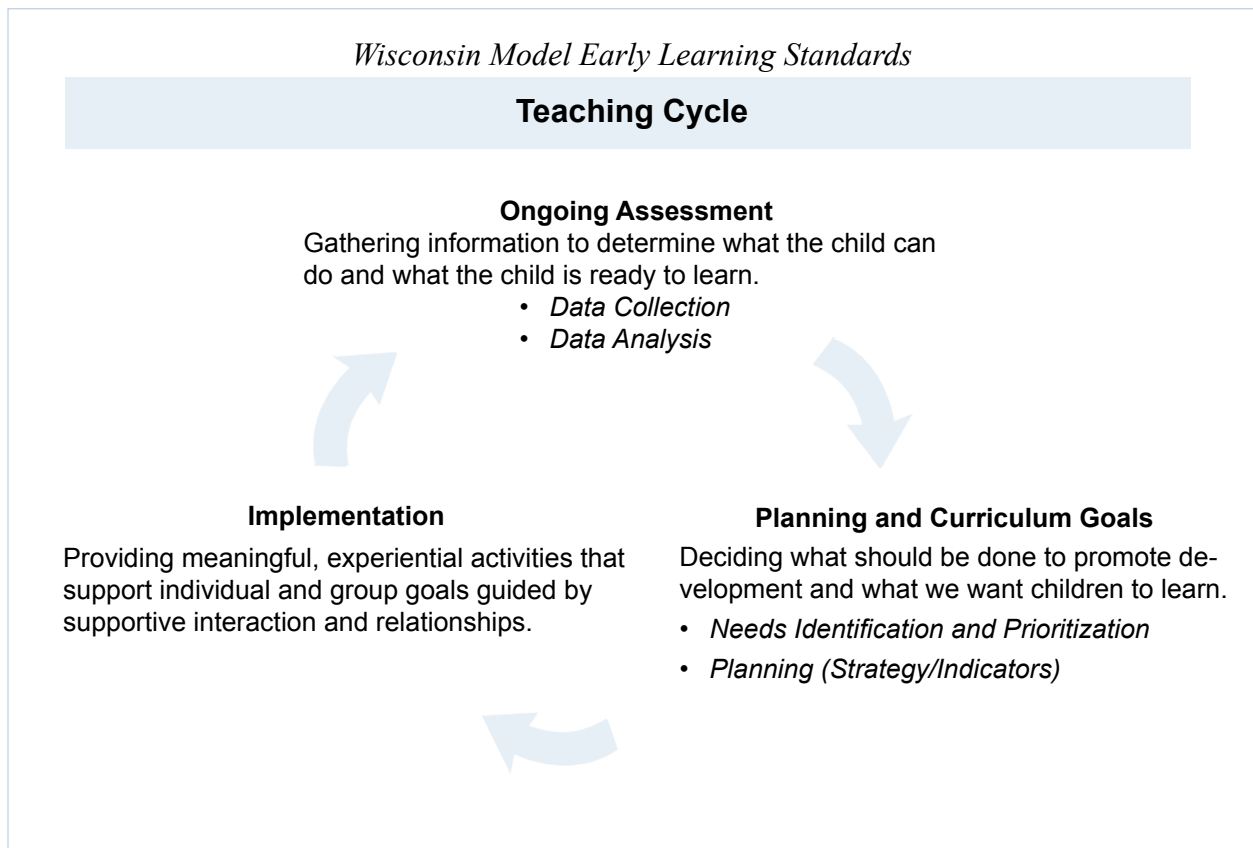 Wisconsin Model Early Learning Standards
Teaching Cycle
Ongoing Assessment
Gathering information to determine what the child can
do and what the child is ready to learn.
• Data Collection
• Data Analysis
Implementation
Providing meaningful, experiential activities that
support individual and group goals guided by
supportive interaction and relationships.
Planning and Curriculum Goals
Deciding what should be done to promote de-
velopment and what we want children to learn.
• Needs Identification and Prioritization
• Planning (Strategy/Indicators)